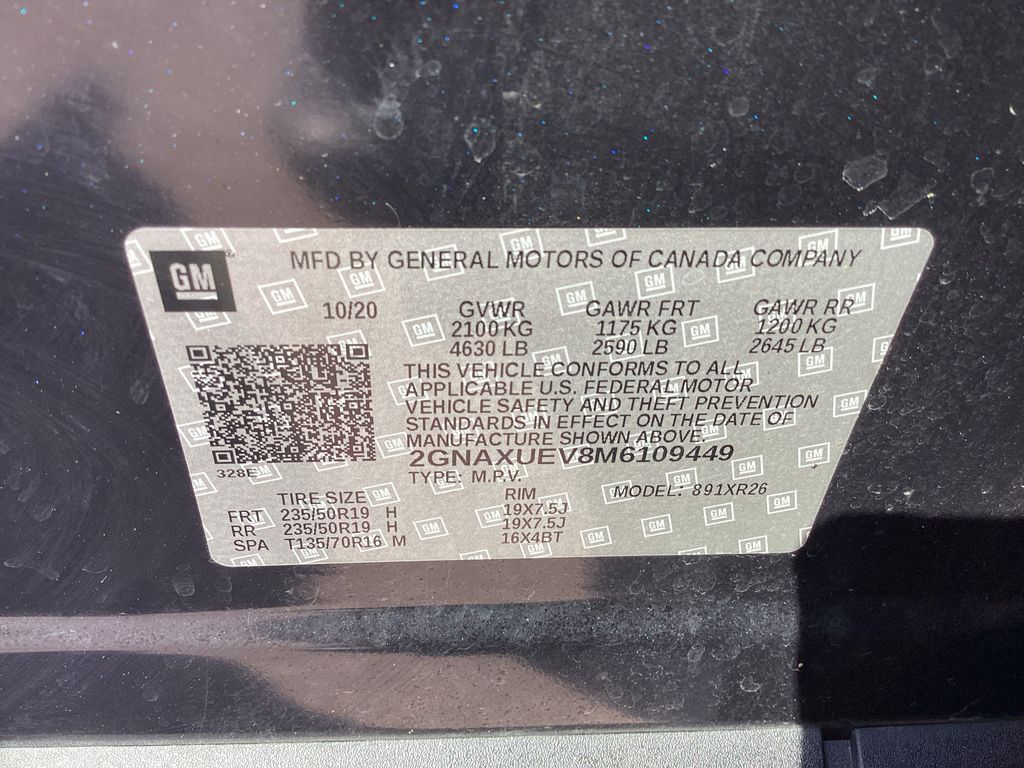 GM
MFD BY GENERAL MOTORS OF CANADA COMPANY
10/20 GVWR GAWR FRT GAWR RR
2100 KG 1175 KG 1200 KG
4630 LB 2590 LB 2645 LB
THIS VEHICLE CONFORMS TO ALL
APPLICABLE U.S. FEDERAL MOTOR
VEHICLE SAFETY AND THEFT PREVENTION
STANDARDS IN EFFECT ON THE DATE OF
MANUFACTURE SHOWN ABOVE.
2GNAXUEV8M6109449
328E
TYPE: M.P.V. MODEL: 891XR26
TIRE SIZE RIM
FRT 235/50R19 H 19X7.5J
RR 235/50R19 H 19X7.5J
SPA T135/70R16 M 16X4BT